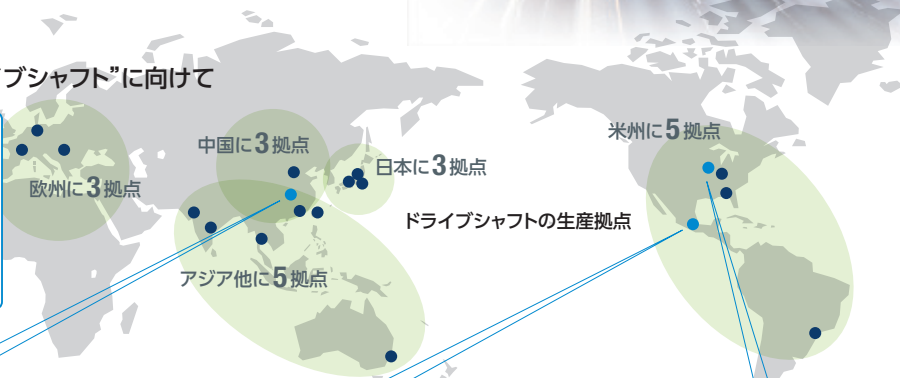 ブシャフト”に向けて
米州に5拠点
中国に3拠点
日本に3拠点
欧州に3拠点
ドライブシャフトの生産拠点
アジア他に5拠点